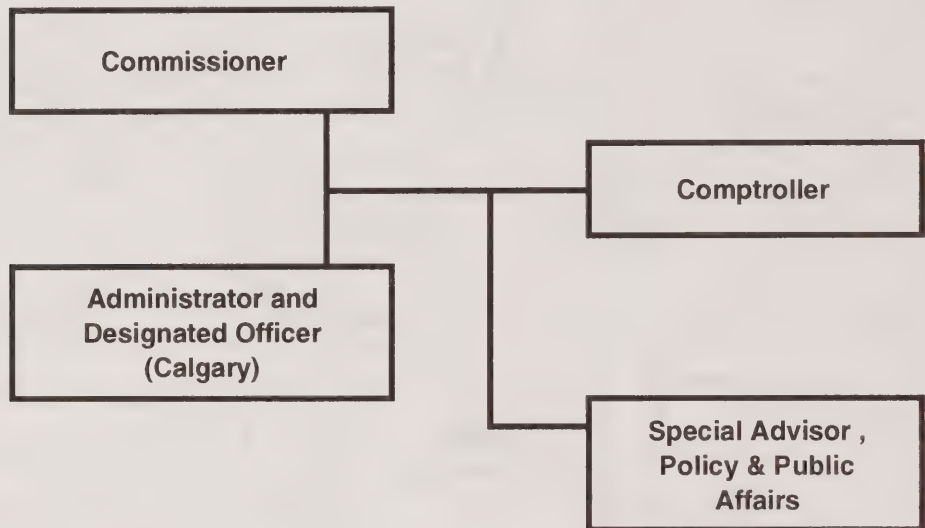 Commissioner
Comptroller
Administrator and
Designated Officer
(Calgary)
Special Advisor ,
Policy & Public
Affairs